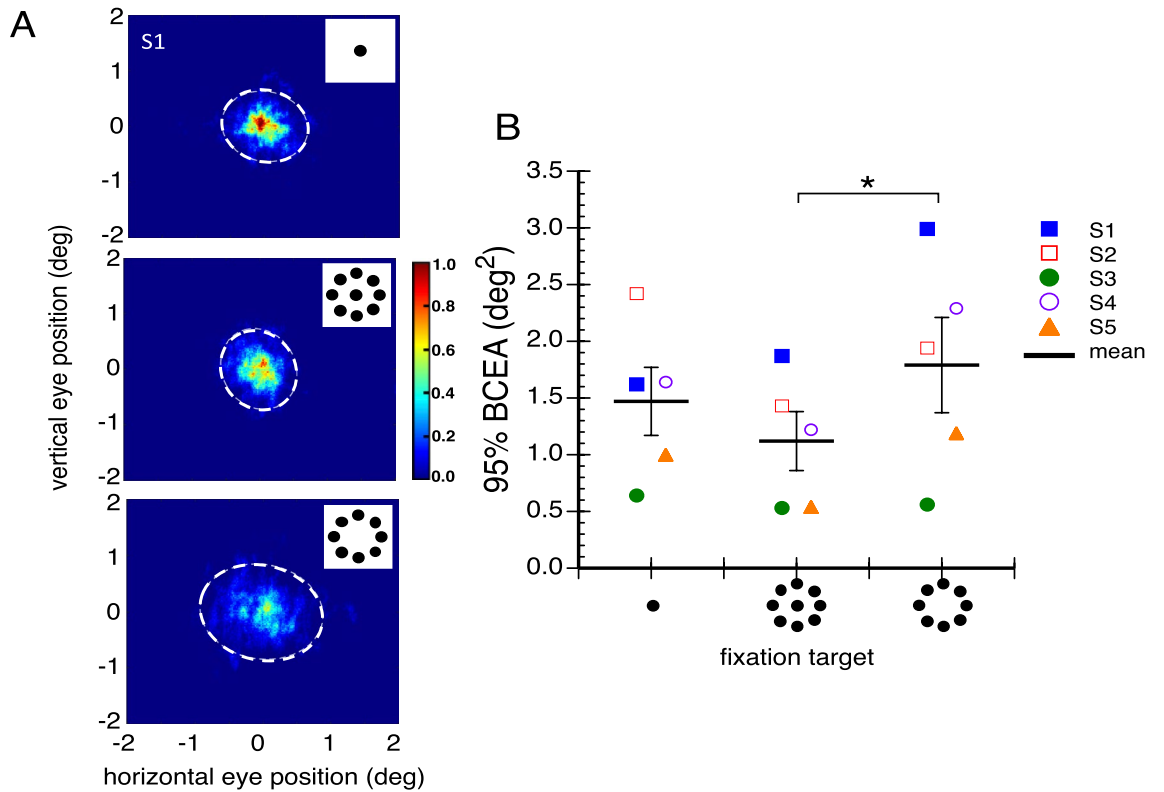 A
S1
2
1
0
-1
-2
2
1
0
-1
-2
2
1
0
-1
-2
-2 -1 0 1 2
vertical eye position (deg)
horizontal eye position (deg)
1.0
0.8
0.6
0.4
0.2
0.0
B
*
3.5
3.0
2.5
2.0
1.5
1.0
0.5
0.0
95% BCEA (deg²)
fixation target
S1
S2
S3
S4
S5
mean